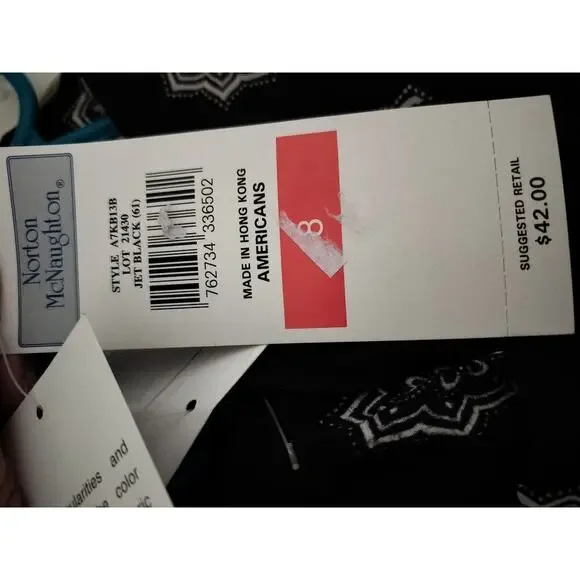 Norton
McNaughton®
STYLE A7KB13B
LOT 21430
JET BLACK (61)
762734 336502
MADE IN HONG KONG
AMERICANS
8
SUGGESTED RETAIL
$42.00
and
color